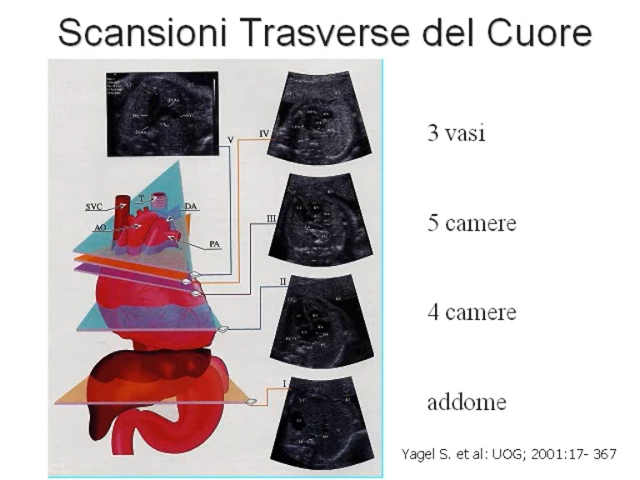 Scansioni Trasverse del Cuore
V
IV
3 vasi
SVC
T
DA
AO
PA
III
5 camere
II
4 camere
I
addome
Yagel S. et al: UOG; 2001:17- 367